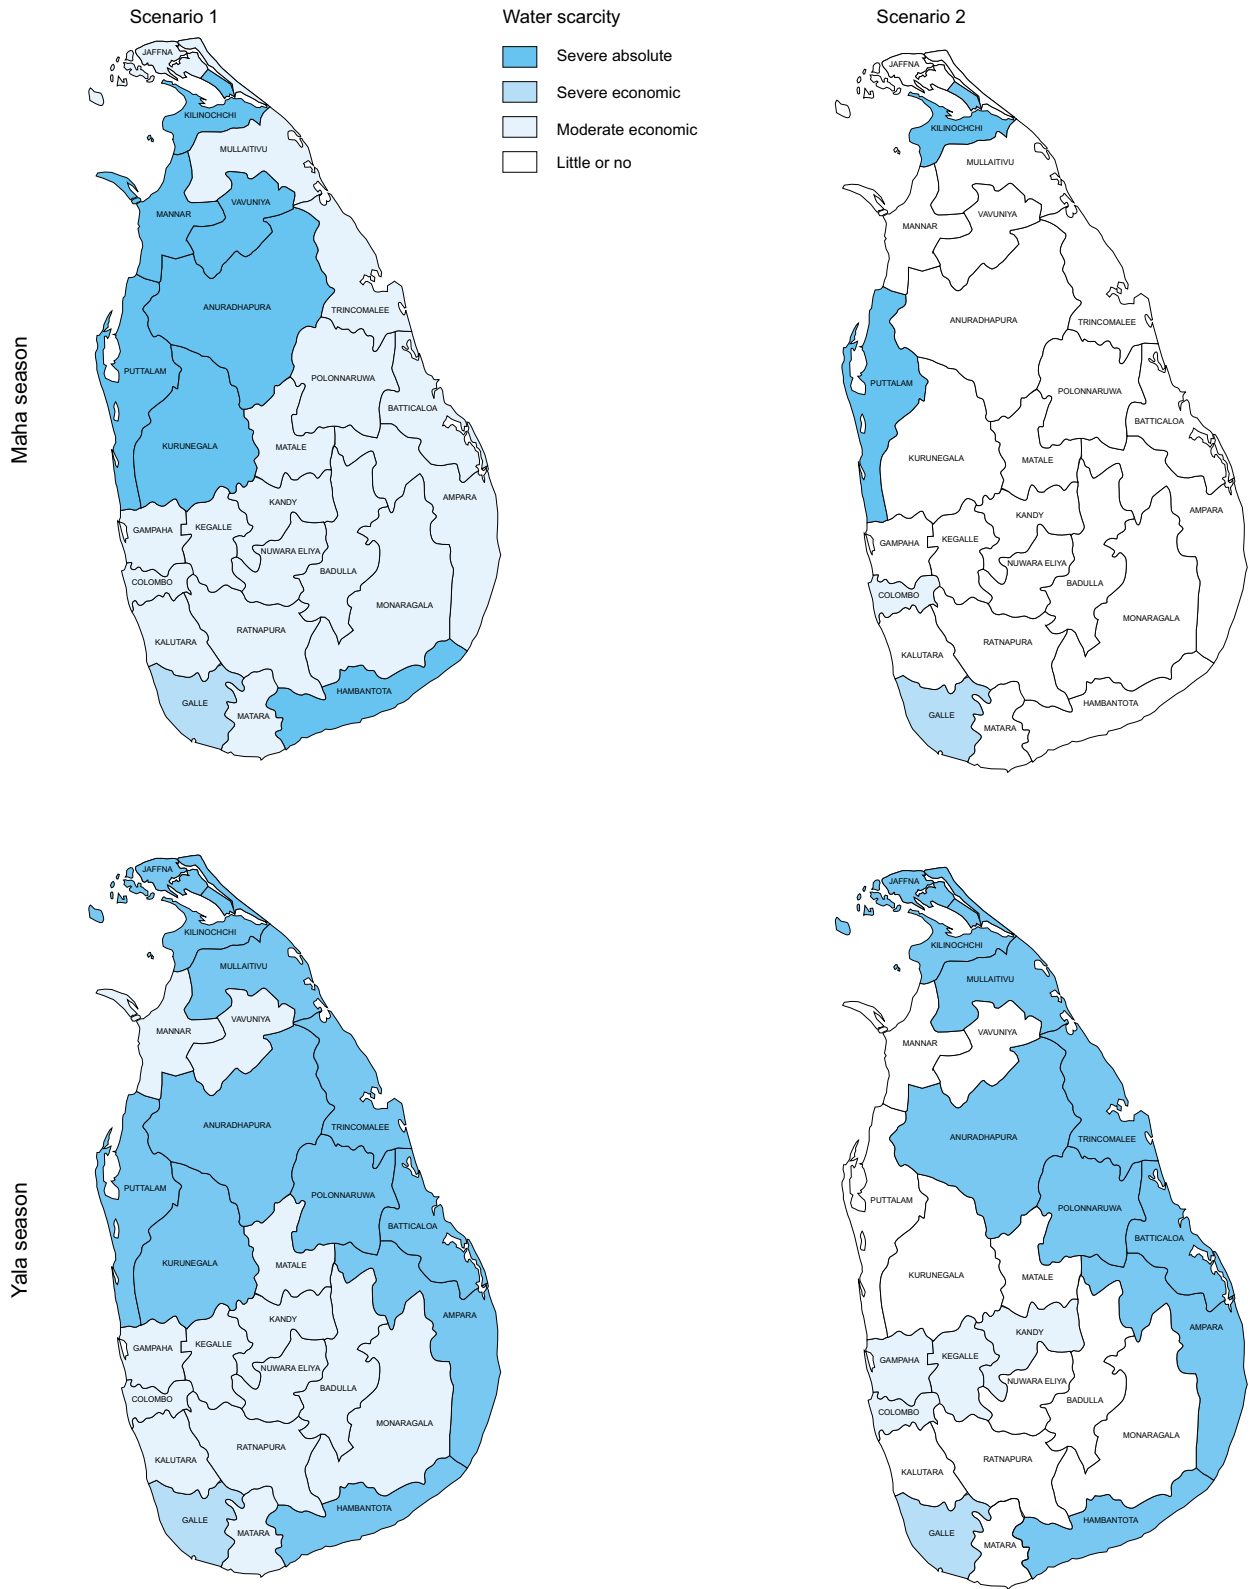 Scenario 1
Water scarcity
Severe absolute
Severe economic
Moderate economic
Little or no
Scenario 2
Maha season
JAFFNA
KILINOCHCHI
MULLAITIVU
VAVUNIYA
MANNAR
ANURADHAPURA
TRINCOMALEE
PUTTALAM
POLONNARUWA
BATTICALOA
KURUNEGALA
MATALE
AMPARA
KANDY
GAMPAHA
KEGALLE
NUWARA ELIYA
BADULLA
COLOMBO
MONARAGALA
RATNAPURA
KALUTARA
HAMBANTOTA
GALLE
MATARA
JAFFNA
KILINOCHCHI
MULLAITIVU
VAVUNIYA
MANNAR
ANURADHAPURA
TRINCOMALEE
PUTTALAM
POLONNARUWA
BATTICALOA
KURUNEGALA
MATALE
AMPARA
KANDY
GAMPAHA
KEGALLE
NUWARA ELIYA
BADULLA
COLOMBO
MONARAGALA
RATNAPURA
KALUTARA
HAMBANTOTA
GALLE
MATARA
Yala season
JAFFNA
KILINOCHCHI
MULLAITIVU
VAVUNIYA
MANNAR
ANURADHAPURA
TRINCOMALEE
PUTTALAM
POLONNARUWA
BATTICALOA
KURUNEGALA
MATALE
AMPARA
KANDY
GAMPAHA
KEGALLE
NUWARA ELIYA
BADULLA
COLOMBO
MONARAGALA
RATNAPURA
KALUTARA
HAMBANTOTA
GALLE
MATARA
JAFFNA
KILINOCHCHI
MULLAITIVU
VAVUNIYA
MANNAR
ANURADHAPURA
TRINCOMALEE
PUTTALAM
POLONNARUWA
BATTICALOA
KURUNEGALA
MATALE
AMPARA
KANDY
GAMPAHA
KEGALLE
NUWARA ELIYA
BADULLA
COLOMBO
MONARAGALA
RATNAPURA
KALUTARA
HAMBANTOTA
GALLE
MATARA